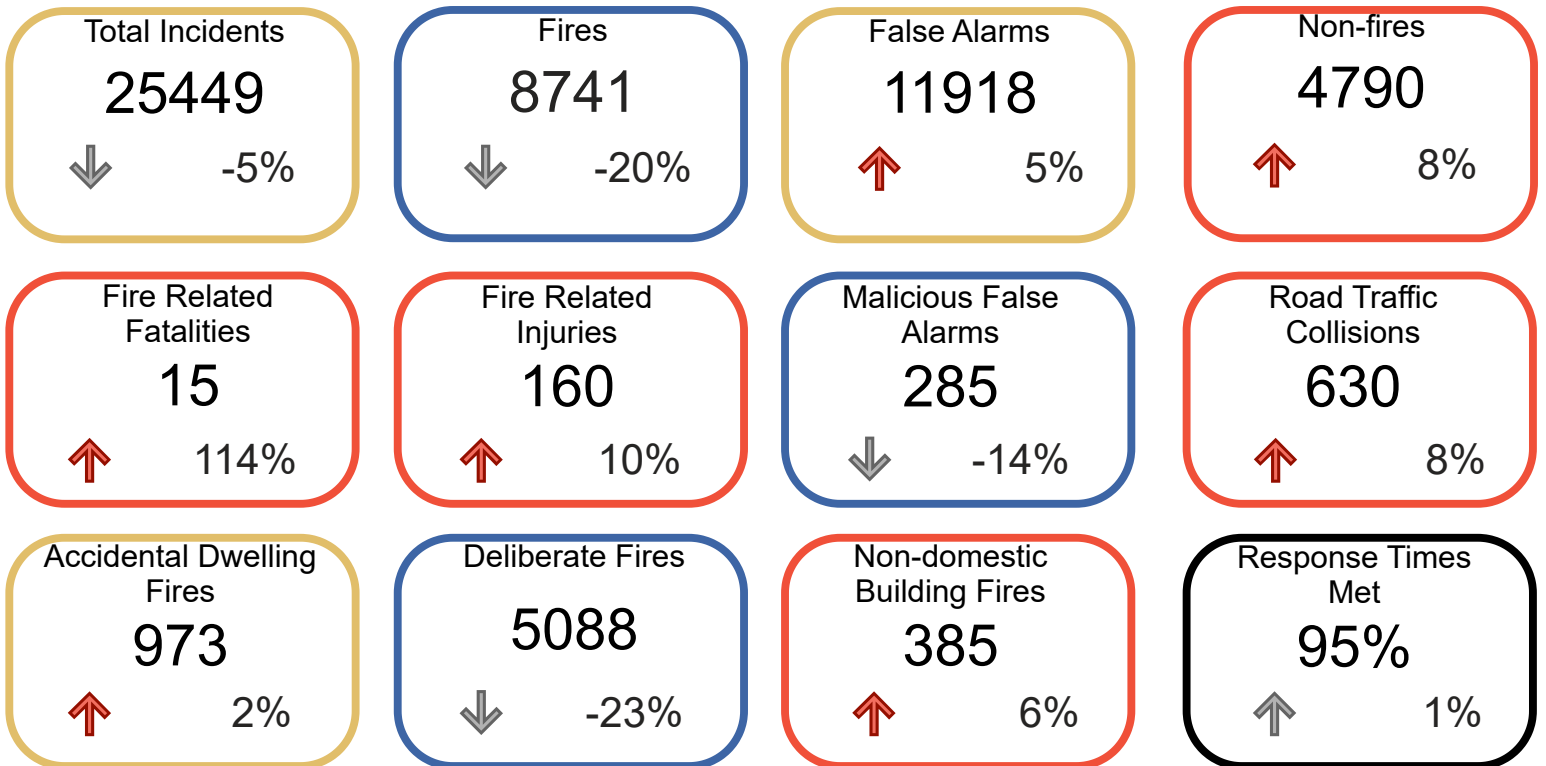 Total Incidents
25449
-5%
Fires
8741
-20%
False Alarms
11918
5%
Non-fires
4790
8%
Fire Related
Fatalities
15
114%
Fire Related
Injuries
160
10%
Malicious False
Alarms
285
-14%
Road Traffic
Collisions
630
8%
Accidental Dwelling
Fires
973
2%
Deliberate Fires
5088
-23%
Non-domestic
Building Fires
385
6%
Response Times
Met
95%
1%